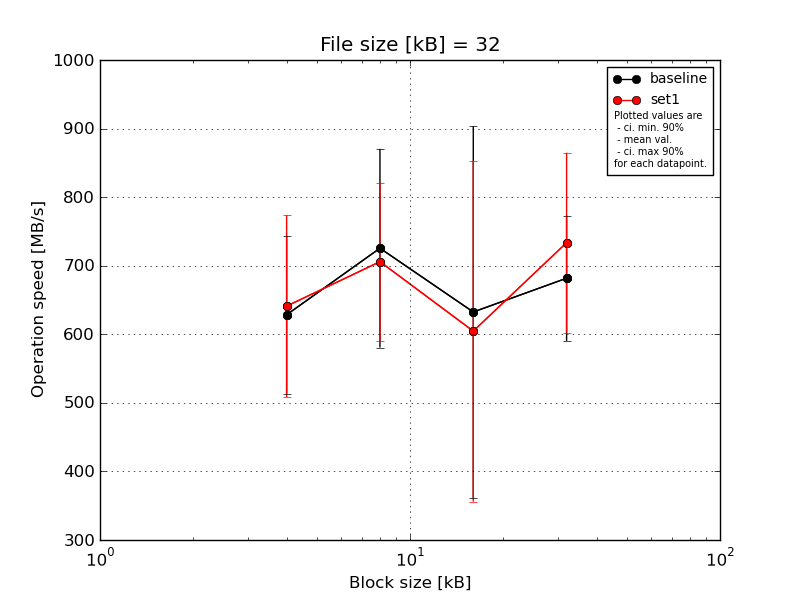 File size [kB] = 32
1000
900
800
700
600
500
400
300
Operation speed [MB/s]
baseline
set1
Plotted values are
- ci. min. 90%
- mean val.
- ci. max 90%
for each datapoint.
10^0 10^1 10^2
Block size [kB]